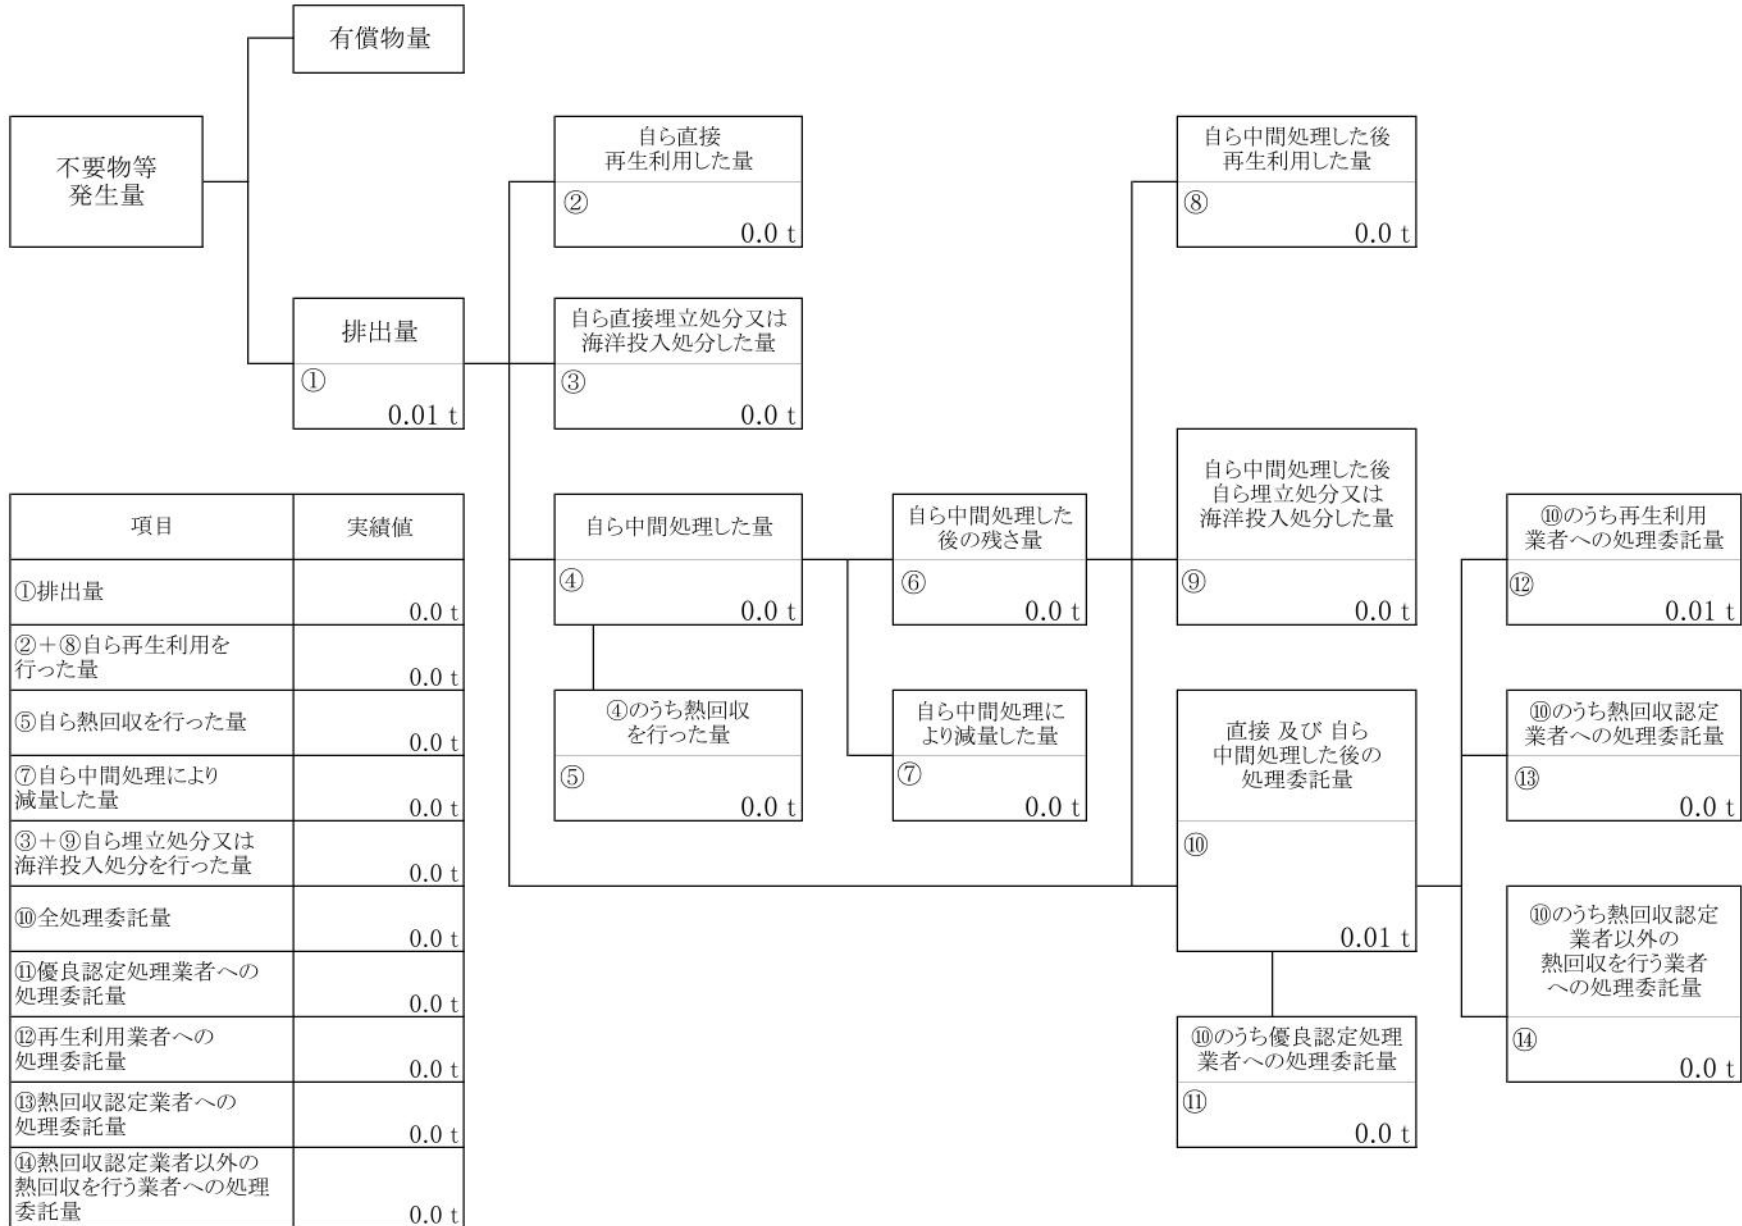 有償物量
不要物等
発生量
排出量
①
0.01 t
自ら直接
再生利用した量
②
0.0 t
自ら直接埋立処分又は
海洋投入処分した量
③
0.0 t
自ら中間処理した量
④
0.0 t
④のうち熱回収
を行った量
⑤
0.0 t
自ら中間処理した
後の残さ量
⑥
0.0 t
自ら中間処理に
より減量した量
⑦
0.0 t
自ら中間処理した後
再生利用した量
⑧
0.0 t
自ら中間処理した後
自ら埋立処分又は
海洋投入処分した量
⑨
0.0 t
直接 及び 自ら
中間処理した後の
処理委託量
⑩
0.01 t
⑩のうち優良認定処理
業者への処理委託量
⑪
0.0 t
⑩のうち再生利用
業者への処理委託量
⑫
0.01 t
⑩のうち熱回収認定
業者への処理委託量
⑬
0.0 t
⑩のうち熱回収認定
業者以外の
熱回収を行う業者
への処理委託量
⑭
0.0 t
項目 実績値
①排出量
0.0 t
②+⑧自ら再生利用を
行った量
0.0 t
⑤自ら熱回収を行った量
0.0 t
⑦自ら中間処理により
減量した量
0.0 t
③+⑨自ら埋立処分又は
海洋投入処分を行った量
0.0 t
⑩全処理委託量
0.0 t
⑪優良認定処理業者への
処理委託量
0.0 t
⑫再生利用業者への
処理委託量
0.0 t
⑬熱回収認定業者への
処理委託量
0.0 t
⑭熱回収認定業者以外の
熱回収を行う業者への処理
委託量
0.0 t